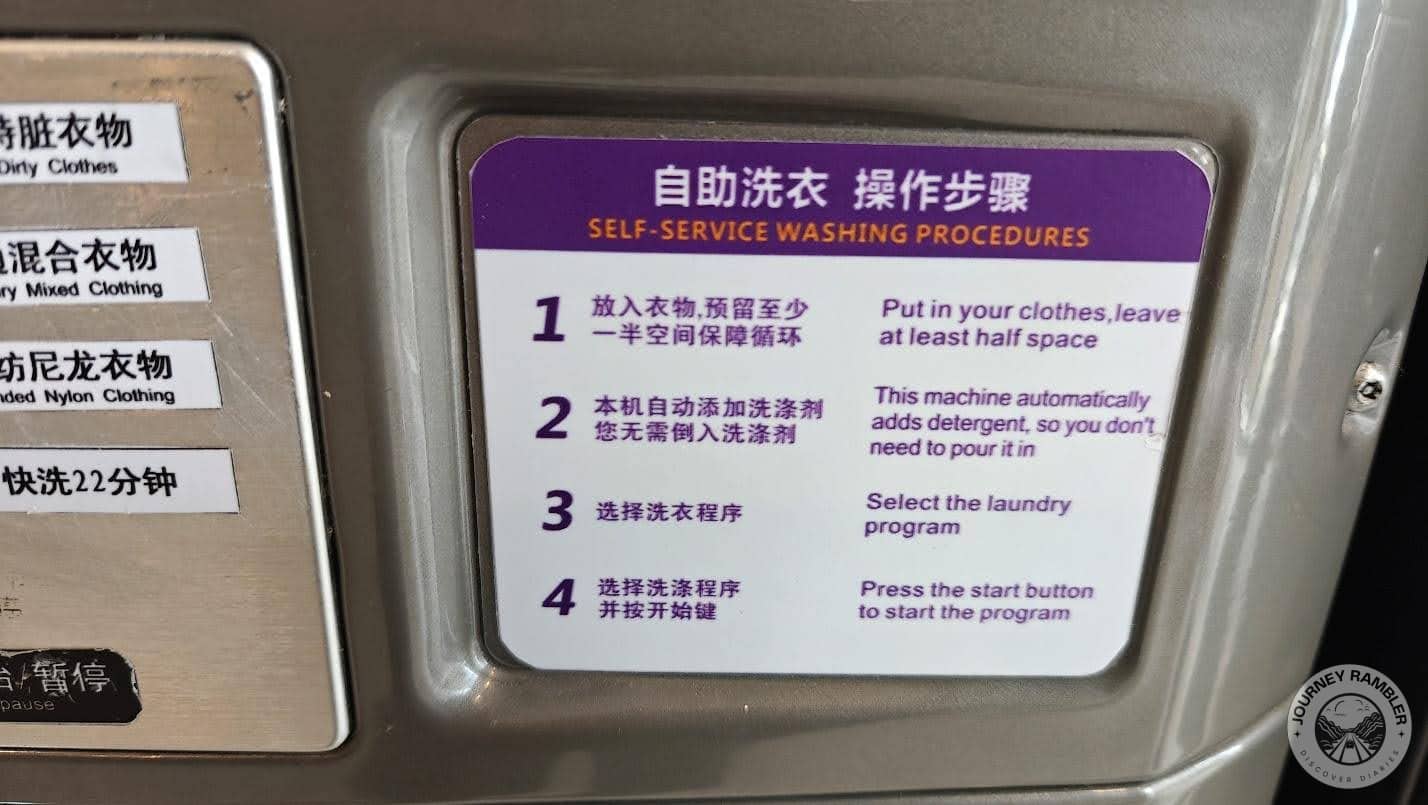 脏衣物
Dirty Clothes
混合衣物
Mixed Clothing
尼龙衣物
Nylon Clothing
快洗22分钟
/暂停
pause
自助洗衣 操作步骤
SELF-SERVICE WASHING PROCEDURES
1
放入衣物,预留至少
一半空间保障循环
Put in your clothes,leave
at least half space
2
本机自动添加洗涤剂
您无需倒入洗涤剂
This machine automatically
adds detergent, so you don't
need to pour it in
3
选择洗衣程序
Select the laundry
program
4
选择洗涤程序
并按开始键
Press the start button
to start the program
JOURNEY RAMBLER
DISCOVER DIARIES